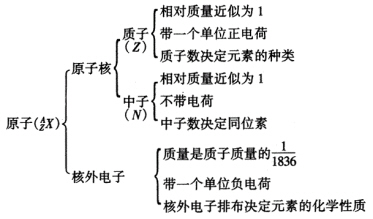 相对质量近似为1
质子
(Z)
带一个单位正电荷
质子数决定元素的种类
原子核
相对质量近似为1
中子
(N)
不带电荷
中子数决定同位素
原子(ᴬ_ZX)
质量是质子质量的1/1836
核外电子
带一个单位负电荷
核外电子排布决定元素的化学性质